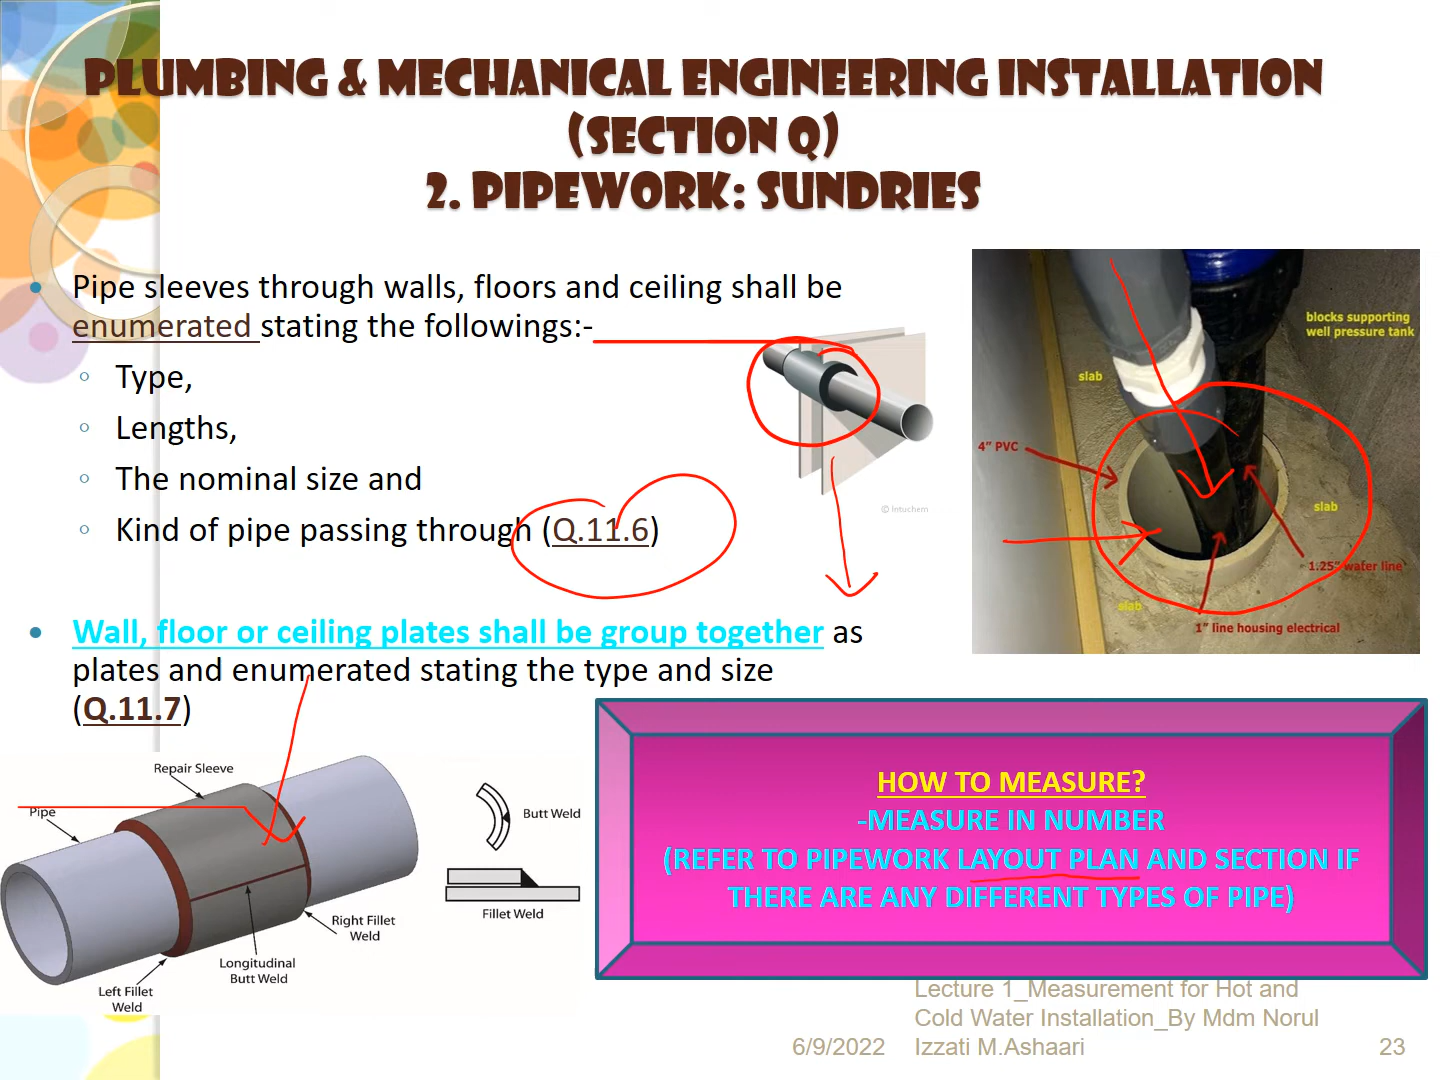 PLUMBING & MECHANICAL ENGINEERING INSTALLATION
(SECTION Q)
2. PIPEWORK: SUNDRIES
Pipe sleeves through walls, floors and ceiling shall be
enumerated stating the followings:-
Type,
Lengths,
The nominal size and
Kind of pipe passing through (Q.11.6)
Wall, floor or ceiling plates shall be group together as
plates and enumerated stating the type and size
(Q.11.7)
© Intuchem
blocks supporting
well pressure tank
slab
4" PVC
slab
1.25" water line
slab
1" line housing electrical
Repair Sleeve
Pipe
Butt Weld
Fillet Weld
Right Fillet
Weld
Longitudinal
Butt Weld
Left Fillet
Weld
HOW TO MEASURE?
-MEASURE IN NUMBER
(REFER TO PIPEWORK LAYOUT PLAN AND SECTION IF
THERE ARE ANY DIFFERENT TYPES OF PIPE)
Lecture 1_Measurement for Hot and
Cold Water Installation_By Mdm Norul
6/9/2022 Izzati M.Ashaari 23